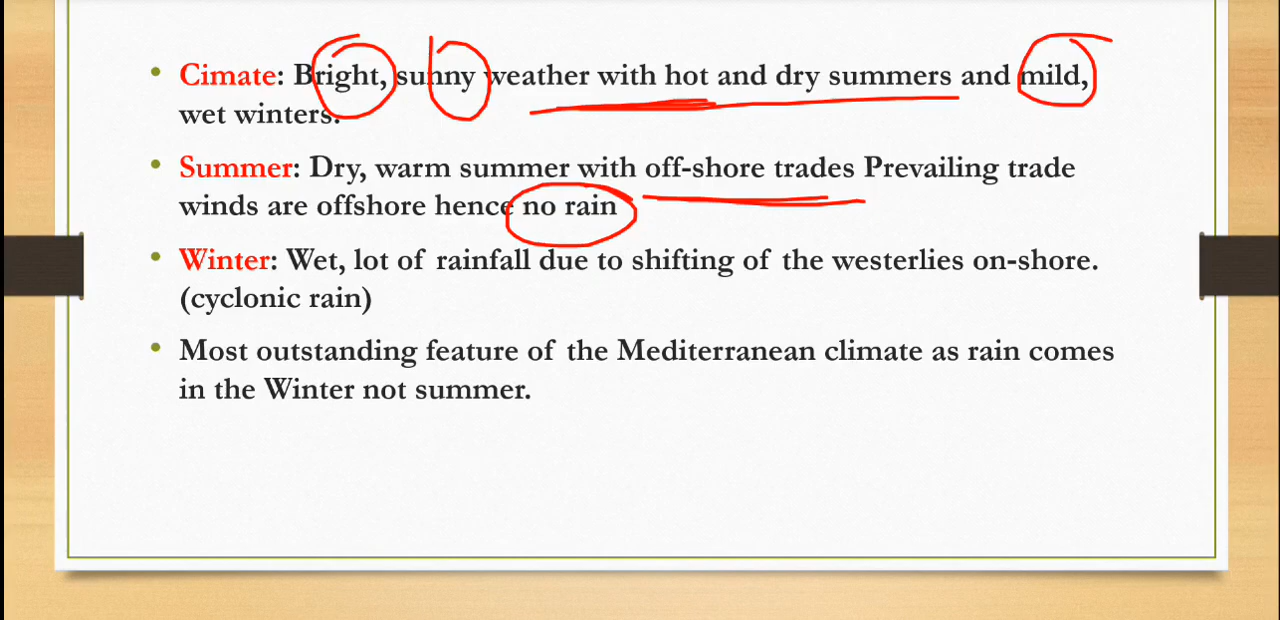 • Cimate: Bright, sunny weather with hot and dry summers and mild,
wet winters.
• Summer: Dry, warm summer with off-shore trades Prevailing trade
winds are offshore hence no rain
• Winter: Wet, lot of rainfall due to shifting of the westerlies on-shore.
(cyclonic rain)
• Most outstanding feature of the Mediterranean climate as rain comes
in the Winter not summer.